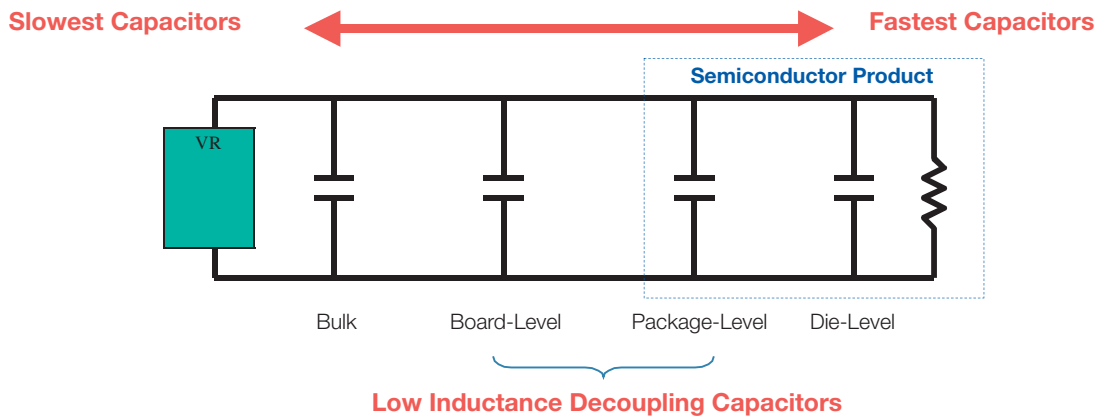 Slowest Capacitors
Fastest Capacitors
Semiconductor Product
VR
Bulk
Board-Level
Package-Level
Die-Level
Low Inductance Decoupling Capacitors